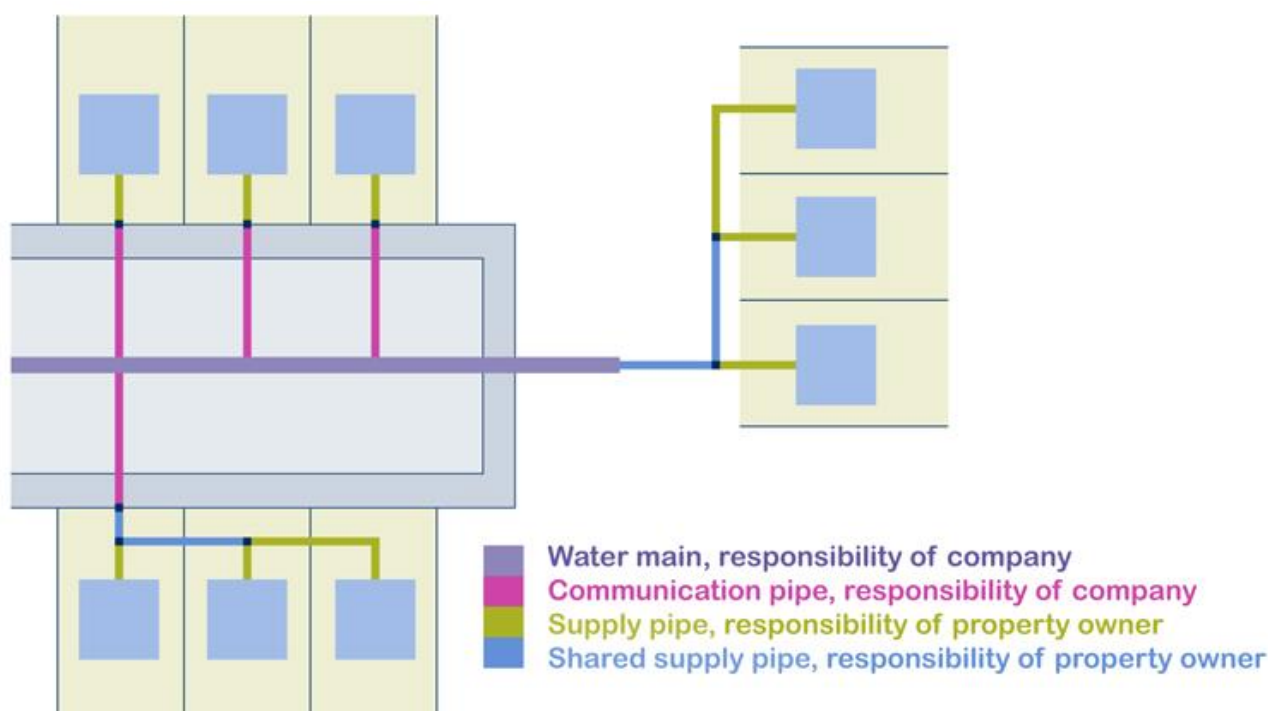 Water main, responsibility of company
Communication pipe, responsibility of company
Supply pipe, responsibility of property owner
Shared supply pipe, responsibility of property owner